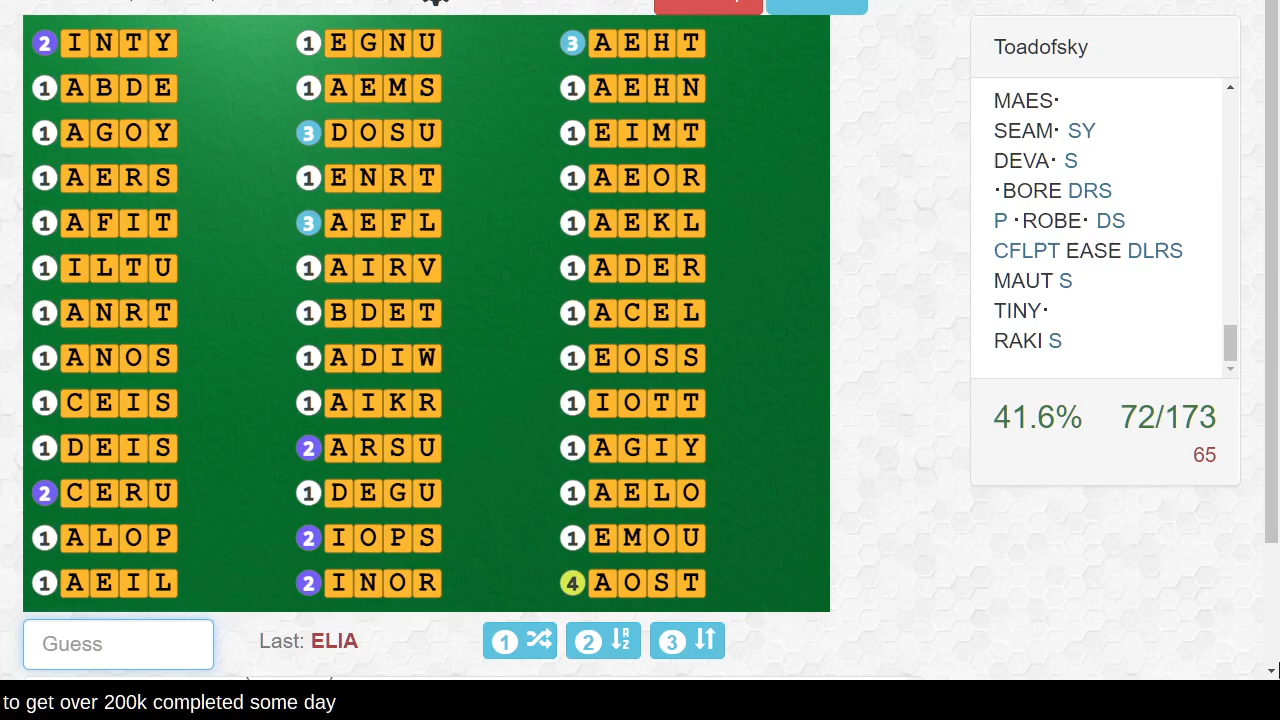 2 I N T Y 1 E G N U 3 A E H T
1 A B D E 1 A E M S 1 A E H N
1 A G O Y 3 D O S U 1 E I M T
1 A E R S 1 E N R T 1 A E O R
1 A F I T 3 A E F L 1 A E K L
1 I L T U 1 A I R V 1 A D E R
1 A N R T 1 B D E T 1 A C E L
1 A N O S 1 A D I W 1 E O S S
1 C E I S 1 A I K R 1 I O T T
1 D E I S 2 A R S U 1 A G I Y
2 C E R U 1 D E G U 1 A E L O
1 A L O P 2 I O P S 1 E M O U
1 A E I L 2 I N O R 4 A O S T
Guess
Last: ELIA
1 2 3
Toadofsky
MAES·
SEAM· SY
DEVA· S
·BORE DRS
P ·ROBE· DS
CFLPT EASE DLRS
MAUT S
TINY·
RAKI S
41.6% 72/173
65
to get over 200k completed some day